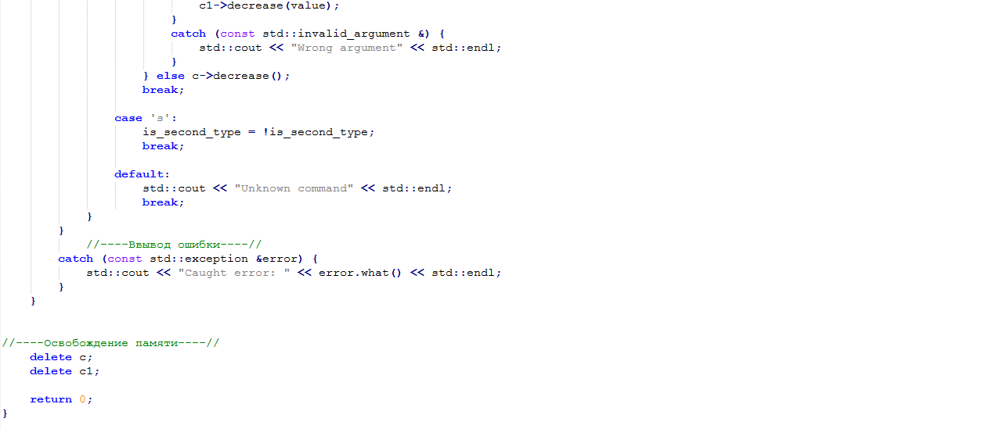 c1->decrease(value);
}
catch (const std::invalid_argument &) {
std::cout << "Wrong argument" << std::endl;
}
} else c->decrease();
break;
case 's':
is_second_type = !is_second_type;
break;
default:
std::cout << "Unknown command" << std::endl;
break;
}
}
//----Ввывод ошибки----//
catch (const std::exception &error) {
std::cout << "Caught error: " << error.what() << std::endl;
}
}
//----Освобождение памяти----//
delete c;
delete c1;
return 0;
}